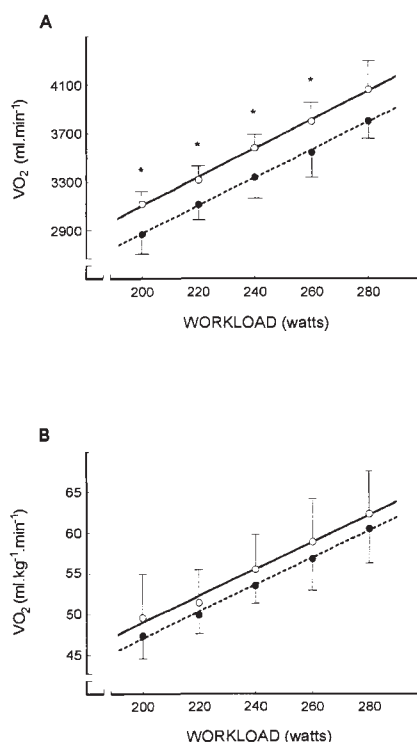 A
VO2 (ml.min-1)
4100
3700
3300
2900
* * * *
200 220 240 260 280
WORKLOAD (watts)
B
VO2 (ml.kg-1.min-1)
65
60
55
50
45
200 220 240 260 280
WORKLOAD (watts)